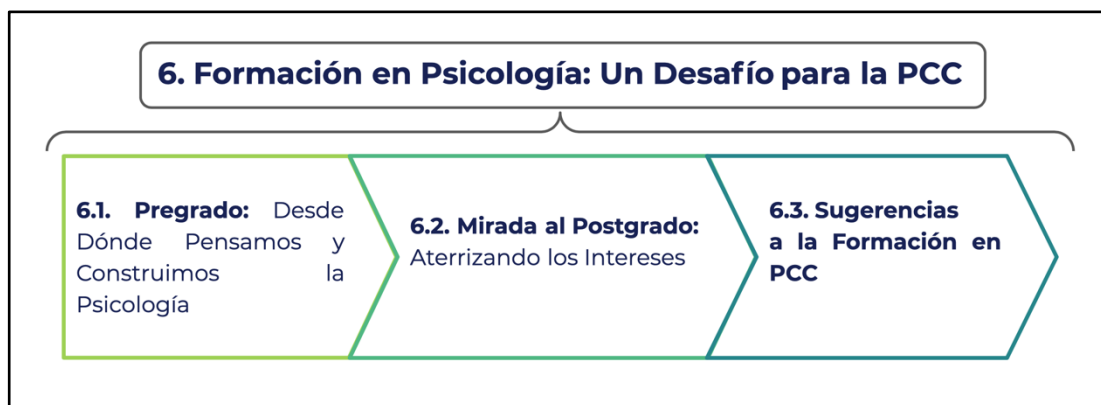 6. Formación en Psicología: Un Desafío para la PCC
6.1. Pregrado: Desde
Dónde Pensamos y
Construimos la
Psicología
6.2. Mirada al Postgrado:
Aterrizando los Intereses
6.3. Sugerencias
a la Formación en
PCC